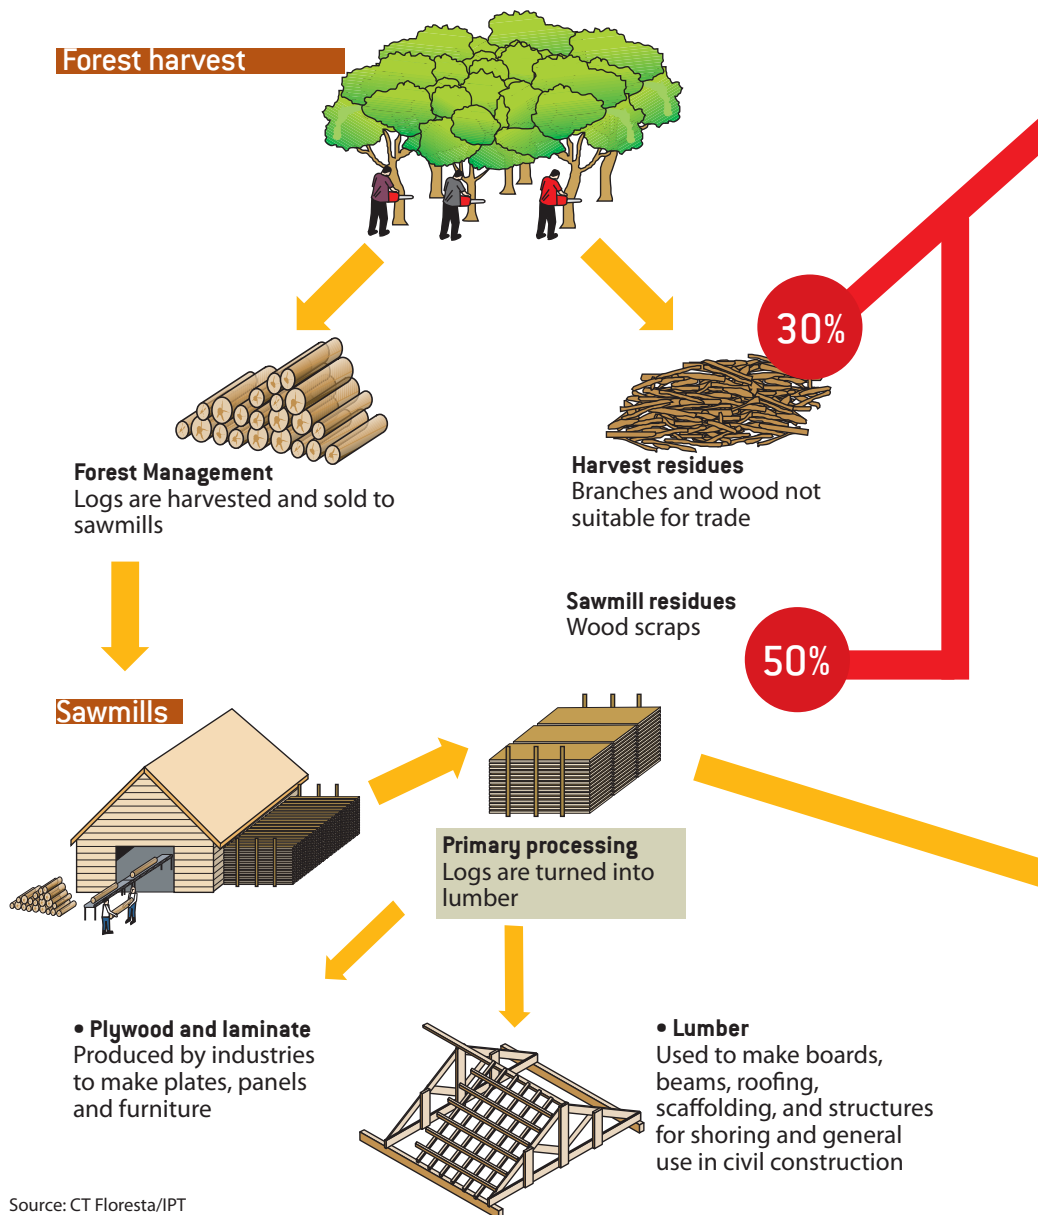 Forest harvest
30%
Forest Management
Logs are harvested and sold to
sawmills
Harvest residues
Branches and wood not
suitable for trade
Sawmill residues
Wood scraps
50%
Sawmills
Primary processing
Logs are turned into
lumber
• Plywood and laminate
Produced by industries
to make plates, panels
and furniture
• Lumber
Used to make boards,
beams, roofing,
scaffolding, and structures
for shoring and general
use in civil construction
Source: CT Floresta/IPT